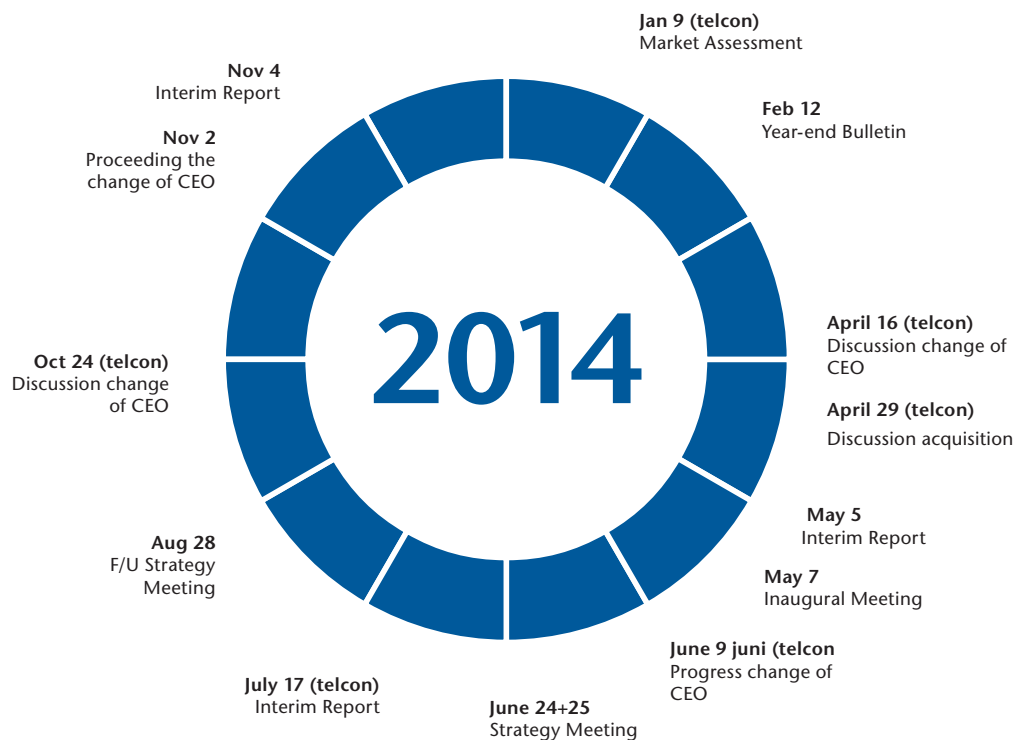 Jan 9 (telcon)
Market Assessment
Feb 12
Year-end Bulletin
April 16 (telcon)
Discussion change of
CEO
April 29 (telcon)
Discussion acquisition
May 5
Interim Report
May 7
Inaugural Meeting
June 9 juni (telcon
Progress change of
CEO
June 24+25
Strategy Meeting
July 17 (telcon)
Interim Report
Aug 28
F/U Strategy
Meeting
Oct 24 (telcon)
Discussion change
of CEO
Nov 2
Proceeding the
change of CEO
Nov 4
Interim Report
2014